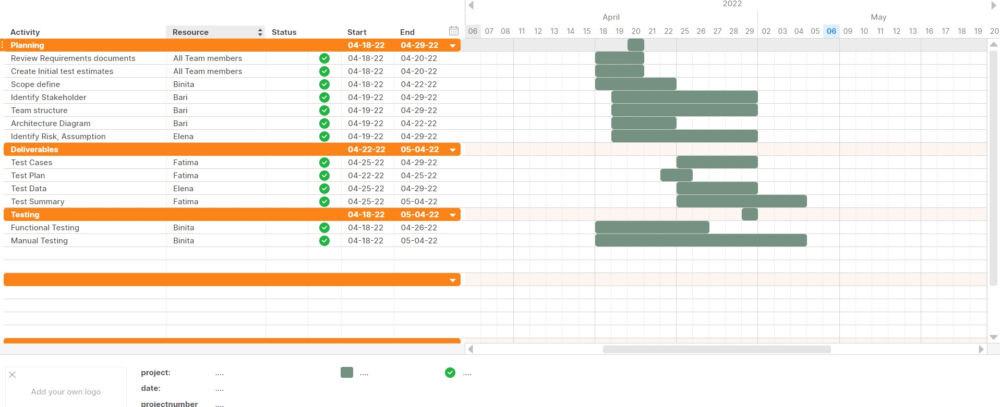 2022
April May
Activity Resource Status Start End 06 07 08 11 12 13 14 15 18 19 20 21 22 25 26 27 28 29 02 03 04 05 06 09 10 11 12 13 16 17 18 19 20
Planning 04-18-22 04-29-22
Review Requirements documents All Team members 04-18-22 04-20-22
Create Initial test estimates All Team members 04-18-22 04-20-22
Scope define Binita 04-18-22 04-22-22
Identify Stakeholder Bari 04-19-22 04-29-22
Team structure Bari 04-19-22 04-29-22
Architecture Diagram Bari 04-19-22 04-22-22
Identify Risk, Assumption Elena 04-19-22 04-29-22
Deliverables 04-22-22 05-04-22
Test Cases Fatima 04-25-22 04-29-22
Test Plan Fatima 04-22-22 04-25-22
Test Data Elena 04-25-22 04-29-22
Test Summary Fatima 04-25-22 05-04-22
Testing 04-18-22 05-04-22
Functional Testing Binita 04-18-22 04-26-22
Manual Testing Binita 04-18-22 05-04-22
project: .... .... ....
Add your own logo
date: ....
projectnumber ....